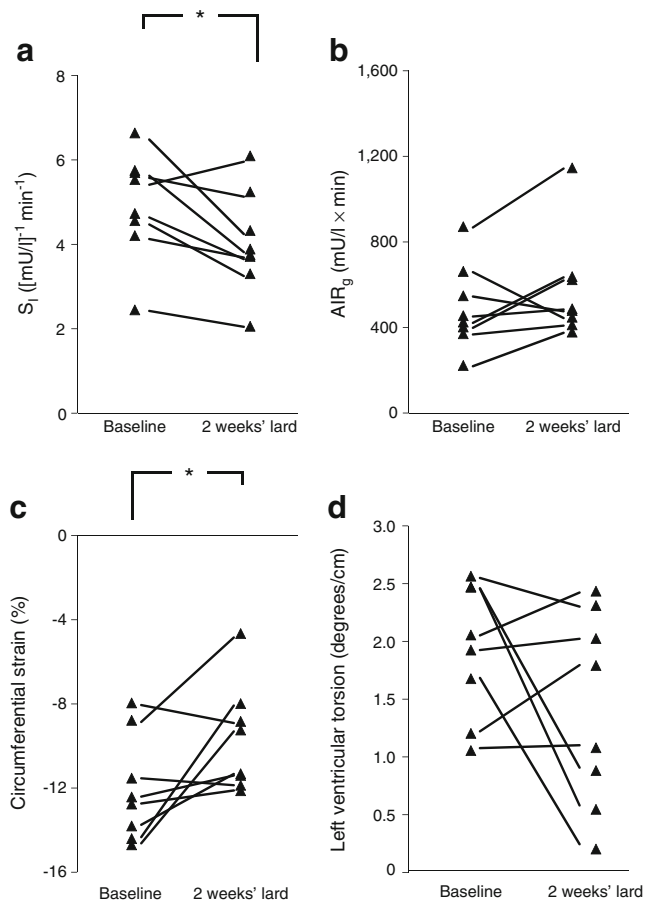 *
a
8
6
4
2
0
S_I ([mU/l]^-1 min^-1)
Baseline
2 weeks' lard
b
1,600
1,200
800
400
0
AIR_g (mU/l × min)
Baseline
2 weeks' lard
*
c
0
-4
-8
-12
-16
Circumferential strain (%)
Baseline
2 weeks' lard
d
3.0
2.5
2.0
1.5
1.0
0.5
0
Left ventricular torsion (degrees/cm)
Baseline
2 weeks' lard